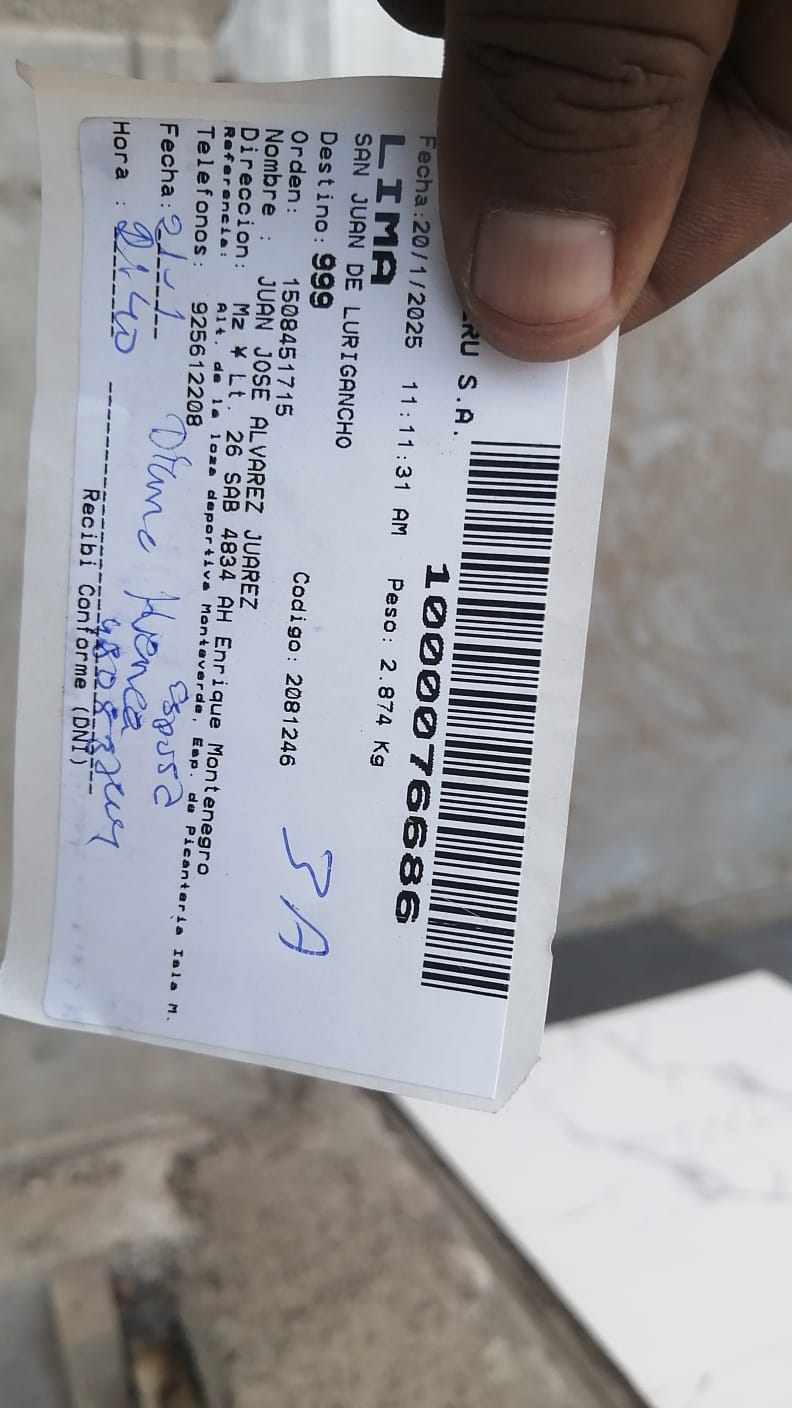 RU S.A.
1000076686
Fecha:20/1/2025 11:11:31 AM Peso: 2.874 Kg
LIMA
SAN JUAN DE LURIGANCHO
Destino: 999
Orden: 1508451715 Codigo: 2081246
Nombre : JUAN JOSE ALVAREZ JUAREZ
Direccion: Mz ¥ Lt. 26 SAB 4834 AH Enrique Montenegro
Referencia: Alt. de la loza deportiva Monteverde, Esp. de Picanteria Isla M.
Telefonos: 925612208
Fecha: 21-1
Esposa
Hora :
Recibi Conforme (DNI)